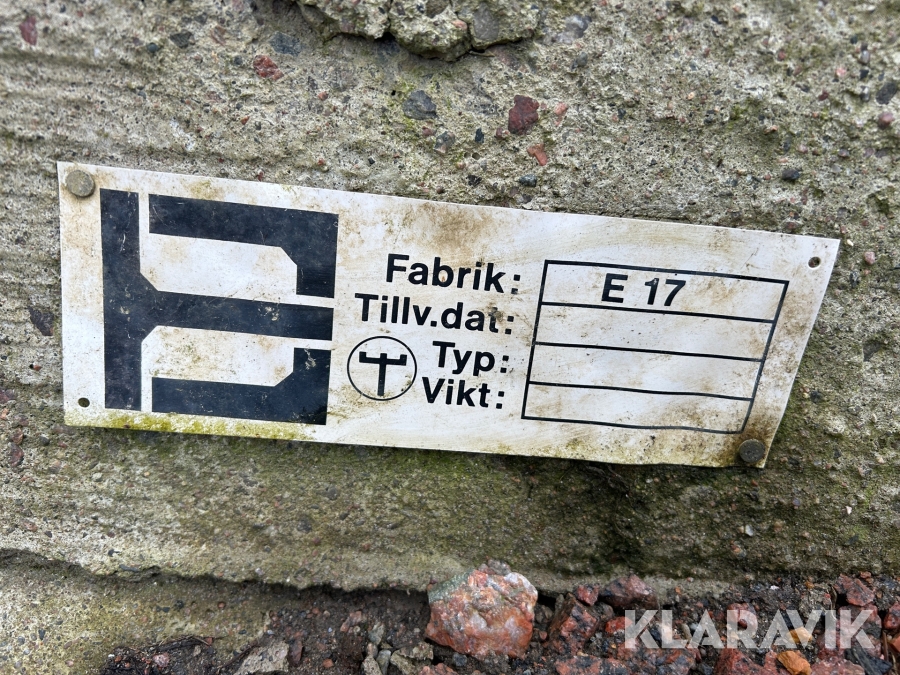 Fabrik: E 17
Tillv.dat:
Typ:
Vikt:
KLARAVIK